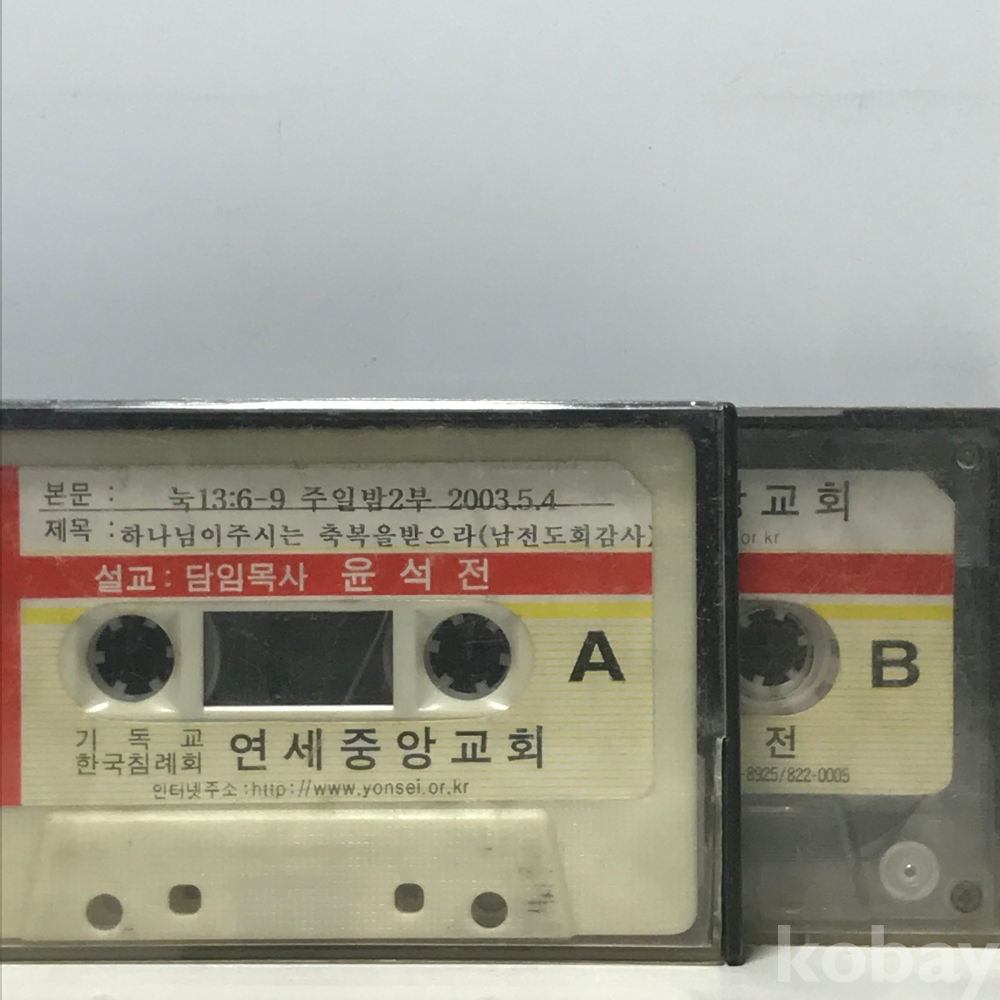 본문 : 눅13:6-9 주일밤2부 2003.5.4
제목 : 하나님이주시는 축복을받으라(남전도회감사)
설교 : 담임목사 윤 석 전
A
기 독 교
한국침례회 연세중앙교회
인터넷주소 : http://www.yonsei.or.kr
교회
or.kr
B
전
-8925/822-0005
kobay